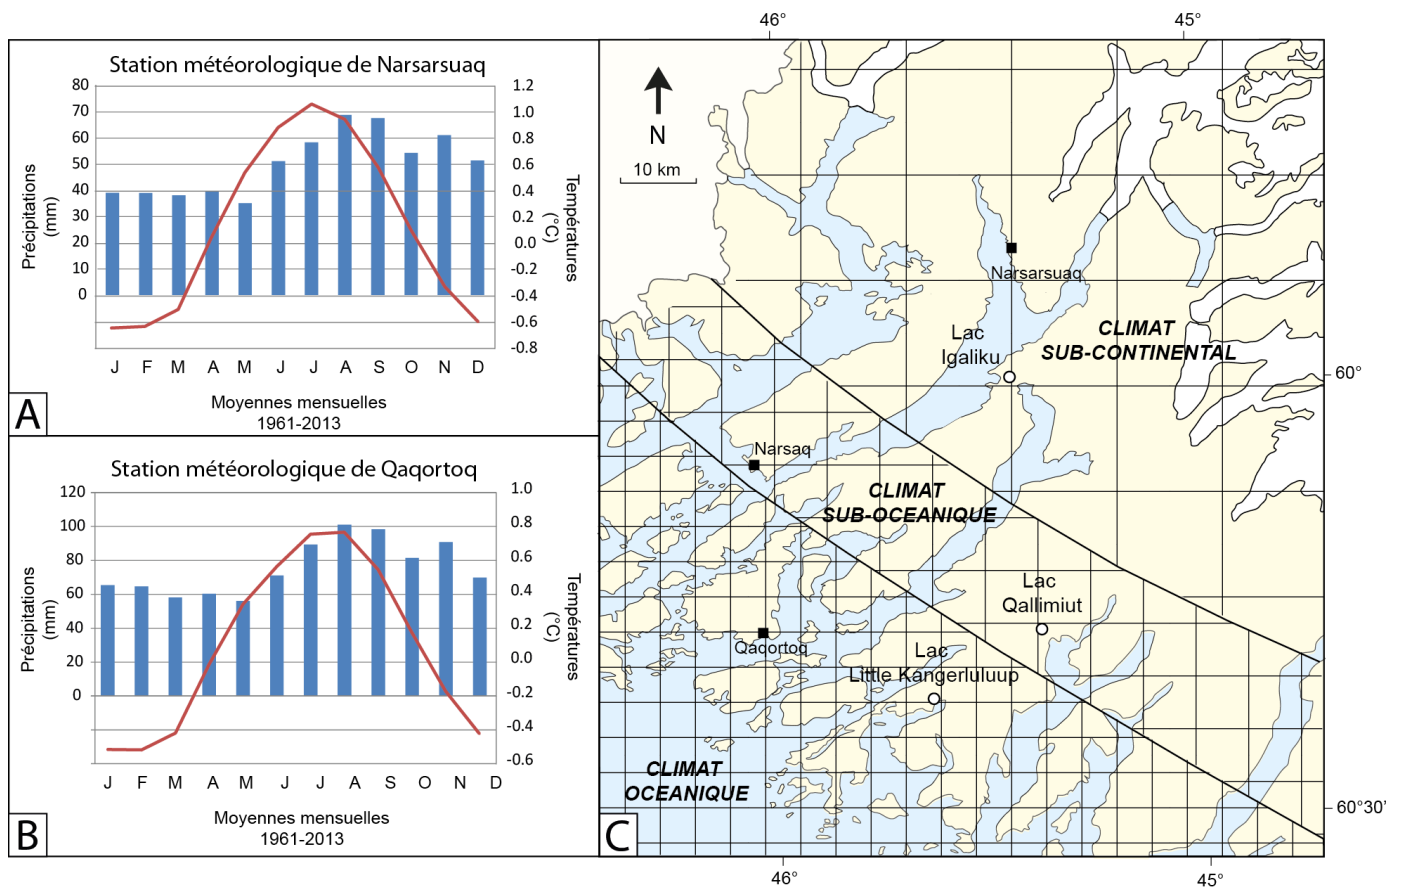 46°
45°
Station météorologique de Narsarsuaq
80
70
60
50
40
30
20
10
0
1.2
1.0
0.8
0.6
0.4
0.2
0.0
-0.2
-0.4
-0.6
-0.8
Précipitations
(mm)
Températures
(°C)
J F M A M J J A S O N D
Moyennes mensuelles
1961-2013
A
Station météorologique de Qaqortoq
120
100
80
60
40
20
0
1.0
0.8
0.6
0.4
0.2
0.0
-0.2
-0.4
-0.6
Précipitations
(mm)
Températures
(°C)
J F M A M J J A S O N D
Moyennes mensuelles
1961-2013
B
N
10 km
Narsarsuaq
Lac
Igaliku
CLIMAT
SUB-CONTINENTAL
60°
Narsaq
CLIMAT
SUB-OCEANIQUE
Lac
Qallimiut
Qaqortoq
Lac
Little Kangerluluup
CLIMAT
OCEANIQUE
60°30'
C
46°
45°